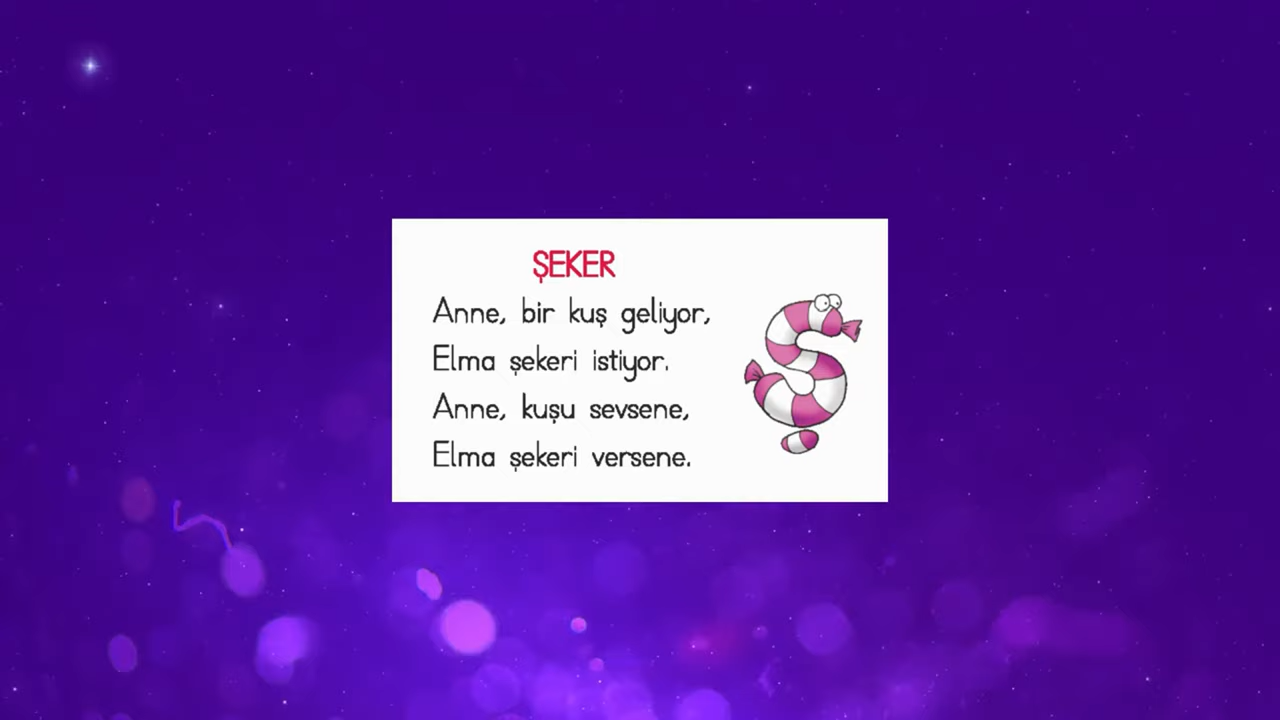 ŞEKER
Anne, bir kuş geliyor,
Elma şekeri istiyor.
Anne, kuşu sevsene,
Elma şekeri versene.